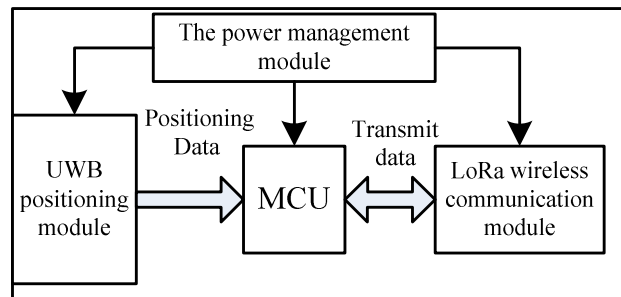 The power management
module
Positioning
Data
Transmit
data
UWB
positioning
module
MCU
LoRa wireless
communication
module